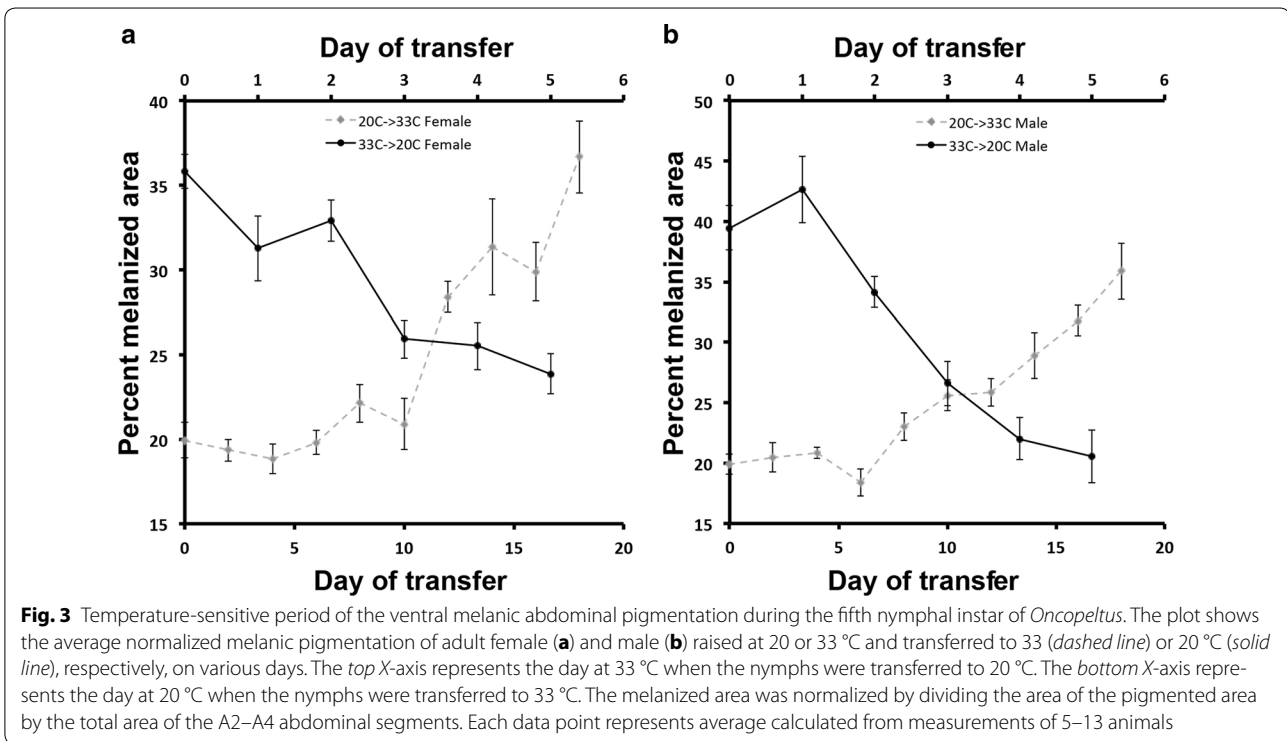 a
Day of transfer
0 1 2 3 4 5 6
40
35
30
25
20
15
Percent melanized area
20C->33C Female
33C->20C Female
0 5 10 15 20
Day of transfer
b
Day of transfer
0 1 2 3 4 5 6
50
45
40
35
30
25
20
15
Percent melanized area
20C->33C Male
33C->20C Male
0 5 10 15 20
Day of transfer
Fig. 3 Temperature-sensitive period of the ventral melanic abdominal pigmentation during the fifth nymphal instar of Oncopeltus. The plot shows
the average normalized melanic pigmentation of adult female (a) and male (b) raised at 20 or 33 °C and transferred to 33 (dashed line) or 20 °C (solid
line), respectively, on various days. The top X-axis represents the day at 33 °C when the nymphs were transferred to 20 °C. The bottom X-axis repre-
sents the day at 20 °C when the nymphs were transferred to 33 °C. The melanized area was normalized by dividing the area of the pigmented area
by the total area of the A2–A4 abdominal segments. Each data point represents average calculated from measurements of 5–13 animals